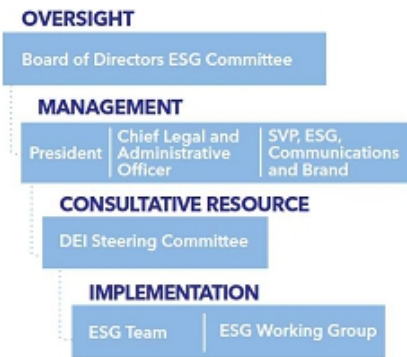 OVERSIGHT
Board of Directors ESG Committee
MANAGEMENT
President
Chief Legal and
Administrative
Officer
SVP, ESG,
Communications
and Brand
CONSULTATIVE RESOURCE
DEI Steering Committee
IMPLEMENTATION
ESG Team
ESG Working Group